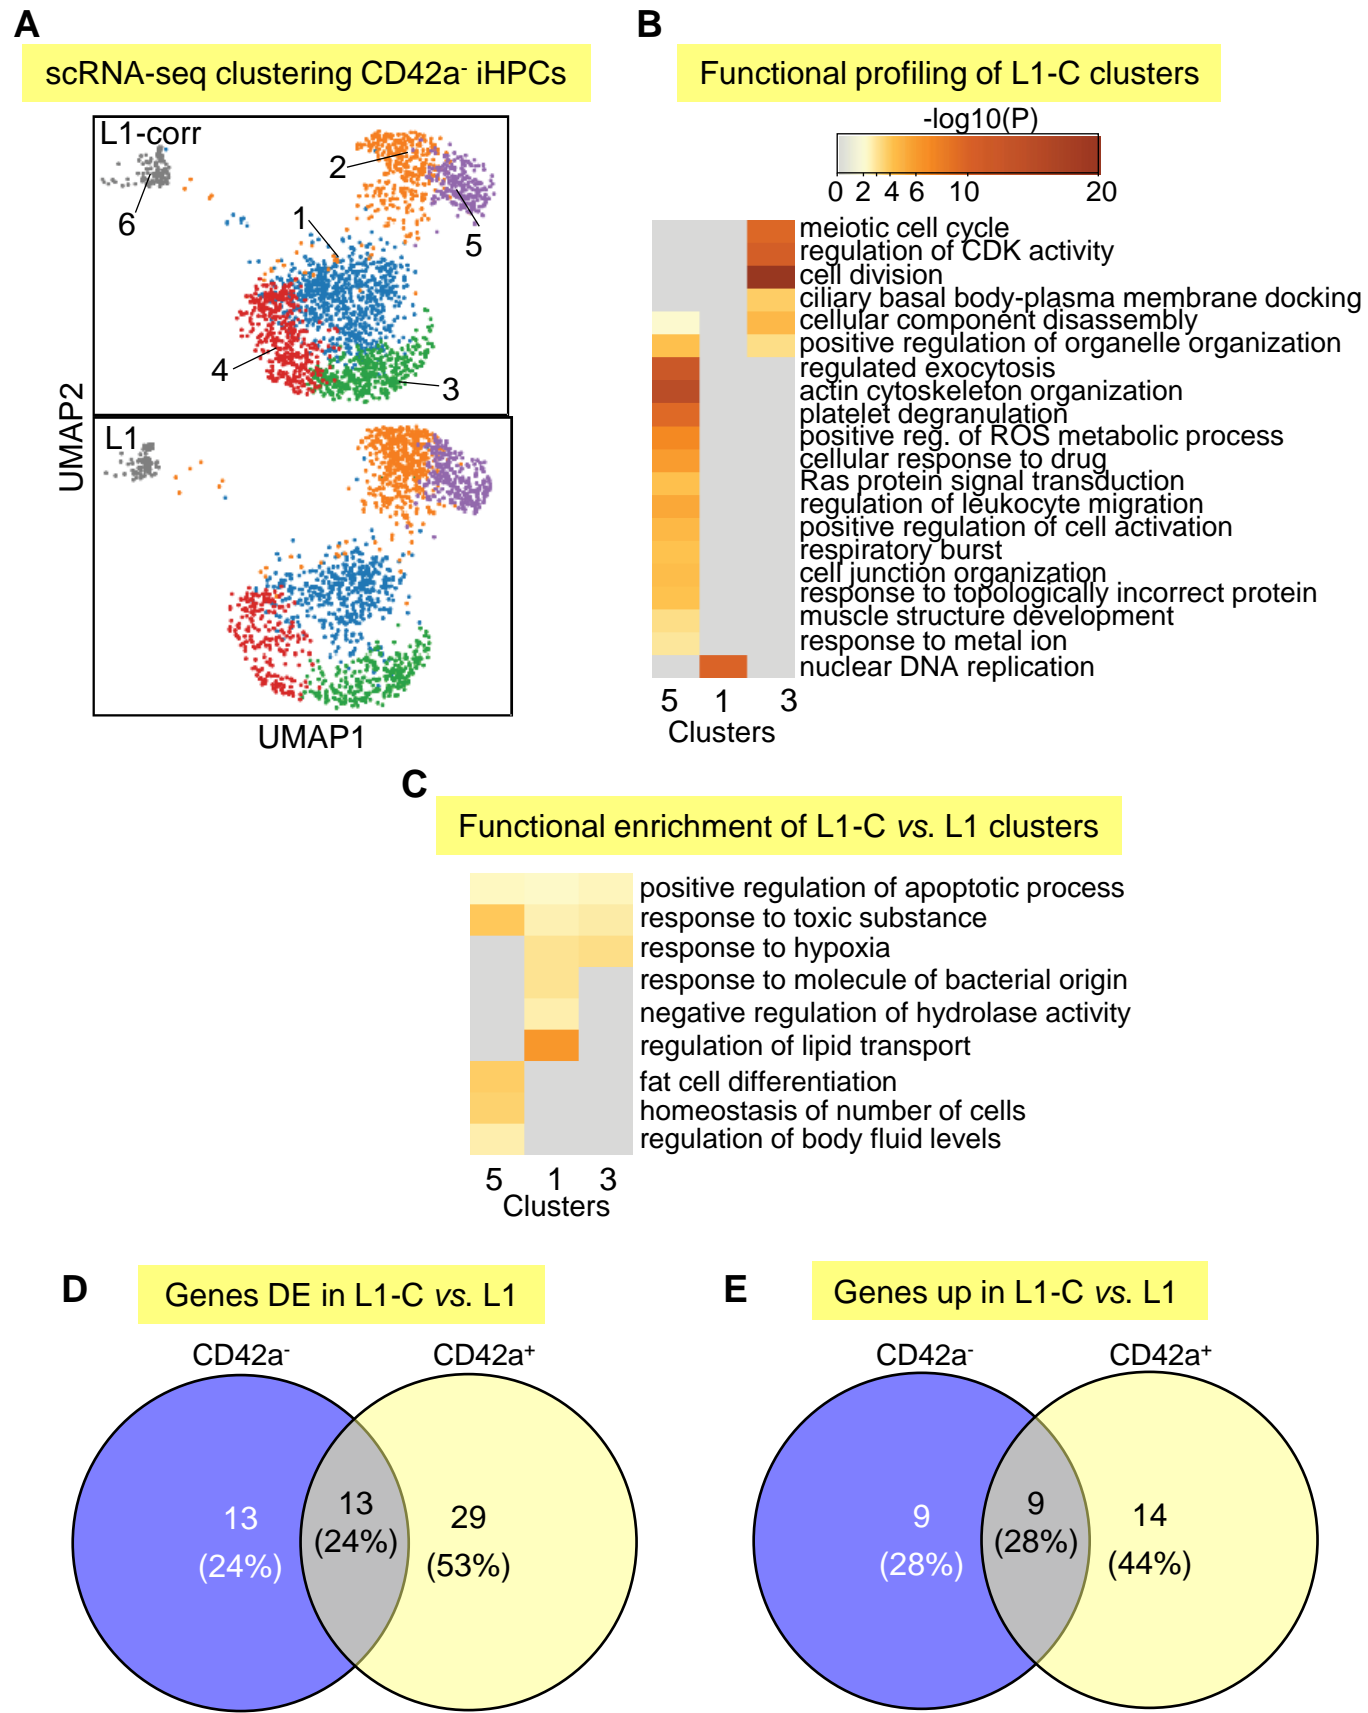 A
scRNA-seq clustering CD42a⁻ iHPCs
L1-corr
1
2
3
4
5
6
L1
UMAP2
UMAP1
B
Functional profiling of L1-C clusters
-log10(P)
0 2 4 6 10 20
meiotic cell cycle
regulation of CDK activity
cell division
ciliary basal body-plasma membrane docking
cellular component disassembly
positive regulation of organelle organization
regulated exocytosis
actin cytoskeleton organization
platelet degranulation
positive reg. of ROS metabolic process
cellular response to drug
Ras protein signal transduction
regulation of leukocyte migration
positive regulation of cell activation
respiratory burst
cell junction organization
response to topologically incorrect protein
muscle structure development
response to metal ion
nuclear DNA replication
5 1 3
Clusters
C
Functional enrichment of L1-C vs. L1 clusters
positive regulation of apoptotic process
response to toxic substance
response to hypoxia
response to molecule of bacterial origin
negative regulation of hydrolase activity
regulation of lipid transport
fat cell differentiation
homeostasis of number of cells
regulation of body fluid levels
5 1 3
Clusters
D
Genes DE in L1-C vs. L1
CD42a⁻ CD42a⁺
13
(24%)
13
(24%)
29
(53%)
E
Genes up in L1-C vs. L1
CD42a⁻ CD42a⁺
9
(28%)
9
(28%)
14
(44%)